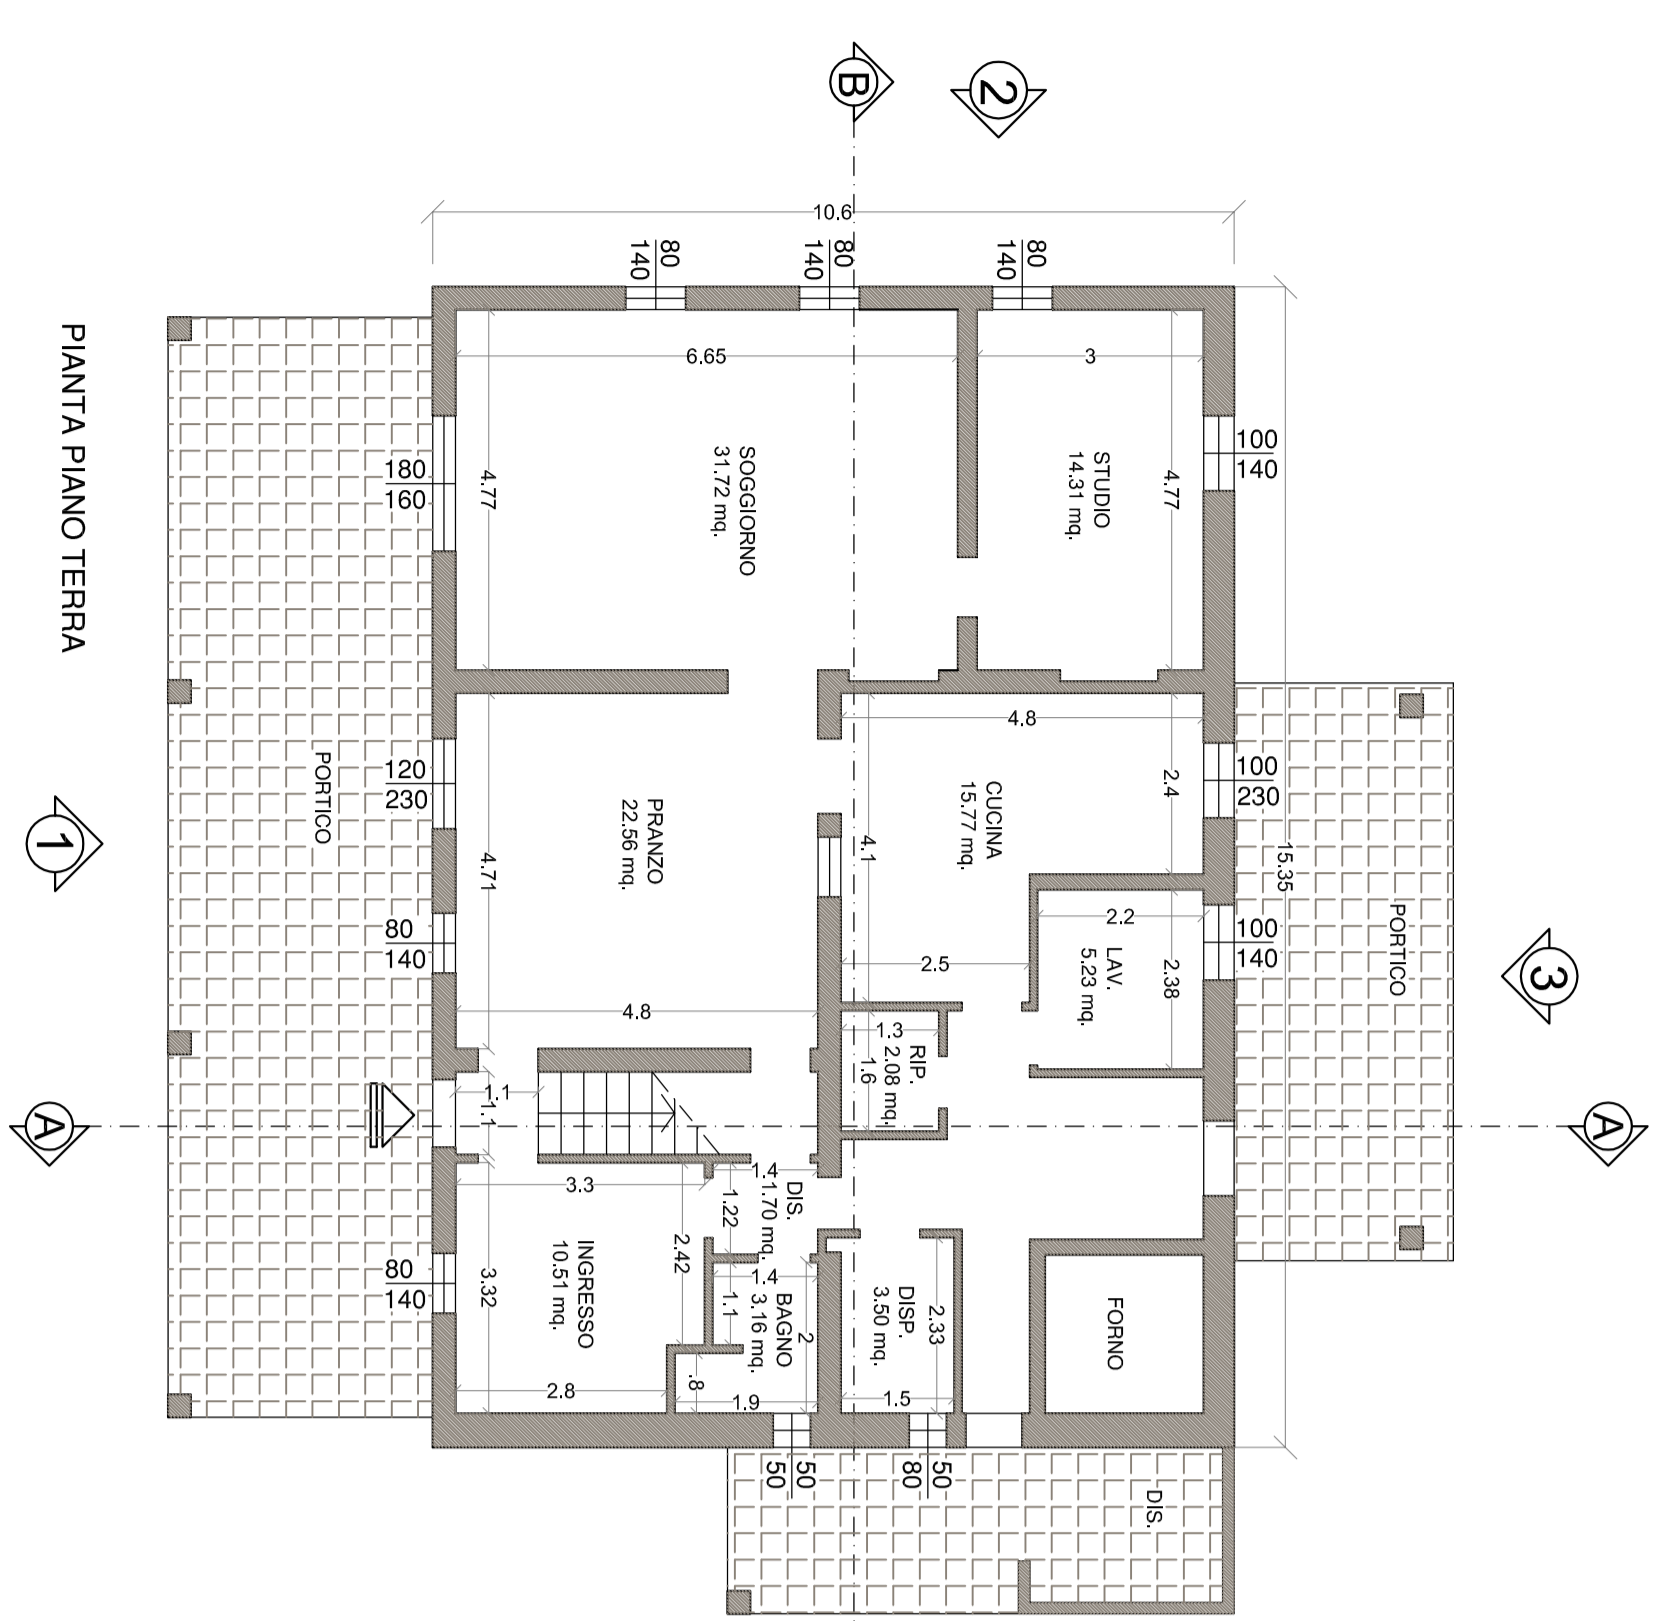 PIANTA PIANO TERRA
B
2
10.6
80
140
80
140
80
140
6.65
3
SOGGIORNO
31.72 mq.
4.77
STUDIO
14.31 mq.
4.77
100
140
180
160
PORTICO
120
230
80
140
80
140
1
PRANZO
22.56 mq.
4.71
4.8
CUCINA
15.77 mq.
4.8
2.4
4.1
2.5
100
230
15.35
PORTICO
3
LAV.
5.23 mq.
2.2
2.38
100
140
RIP.
2.08 mq.
1.3
1.6
A
A
1.1
1.1
3.3
INGRESSO
10.51 mq.
3.32
2.42
2.8
DIS.
1.70 mq.
1.4
1.22
BAGNO
3.16 mq.
1.4
1.1
2
.8
1.9
DISP.
3.50 mq.
2.33
1.5
FORNO
50
50
50
80
DIS.